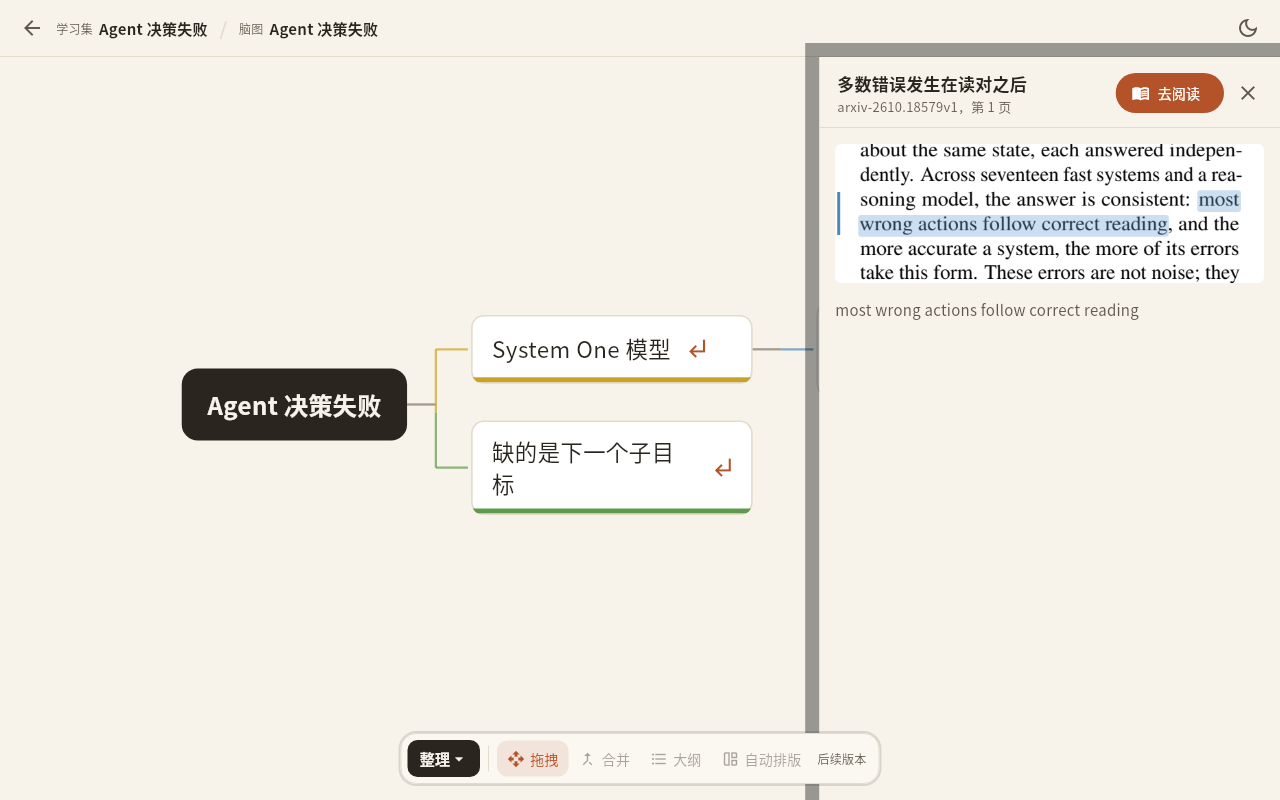 学习集 Agent 决策失败 / 脑图 Agent 决策失败
多数错误发生在读对之后
arxiv-2610.18579v1，第 1 页
去阅读
about the same state, each answered indepen-
dently. Across seventeen fast systems and a rea-
soning model, the answer is consistent: most
wrong actions follow correct reading, and the
more accurate a system, the more of its errors
take this form. These errors are not noise; they
most wrong actions follow correct reading
Agent 决策失败
System One 模型
缺的是下一个子目
标
整理 拖拽 合并 大纲 自动排版 后续版本